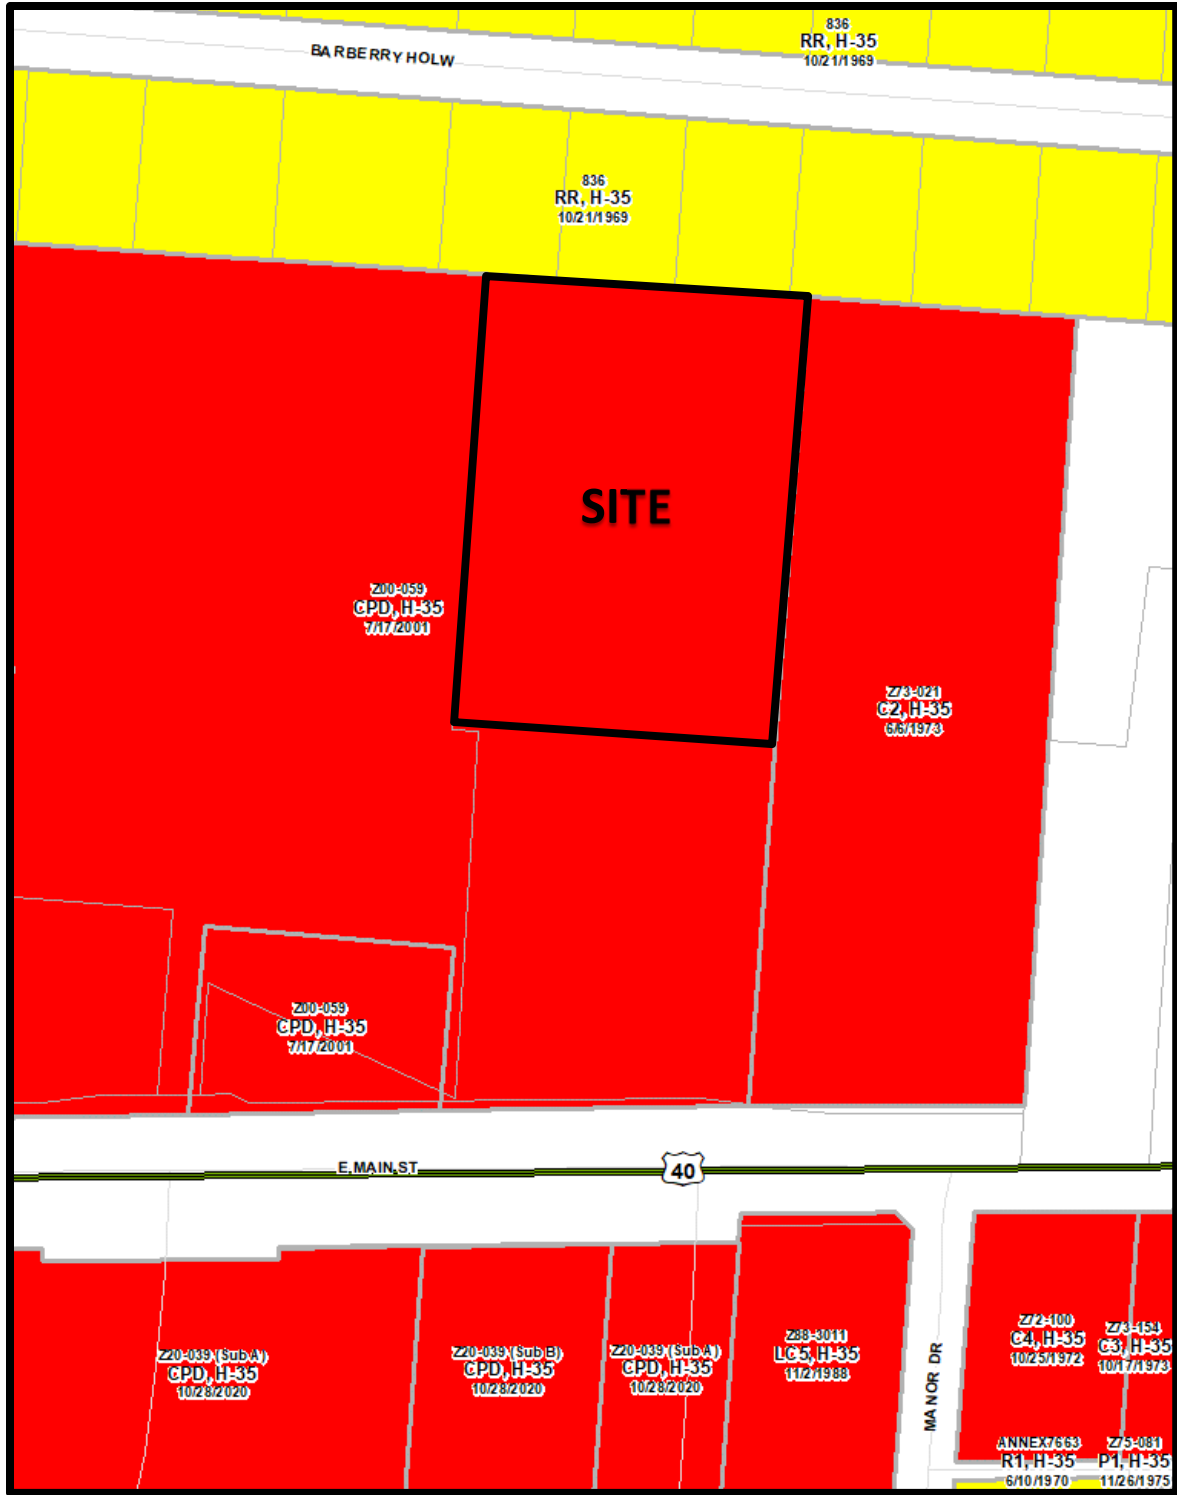 836
RR, H-35
10/21/1969
BARBERRY HOLW
836
RR, H-35
10/21/1969
SITE
Z00-059
CPD, H-35
7/17/2001
Z73-021
C2, H-35
6/6/1973
Z00-059
CPD, H-35
7/17/2001
E MAIN ST
40
Z20-039 (Sub A)
CPD, H-35
10/28/2020
Z20-039 (Sub B)
CPD, H-35
10/28/2020
Z20-039 (Sub A)
CPD, H-35
10/28/2020
Z88-3011
LC5, H-35
11/2/1988
MANOR DR
Z72-100
C4, H-35
10/25/1972
Z73-154
C3, H-35
10/17/1973
ANNEX7663
R1, H-35
6/10/1970
Z75-081
P1, H-35
11/26/1975